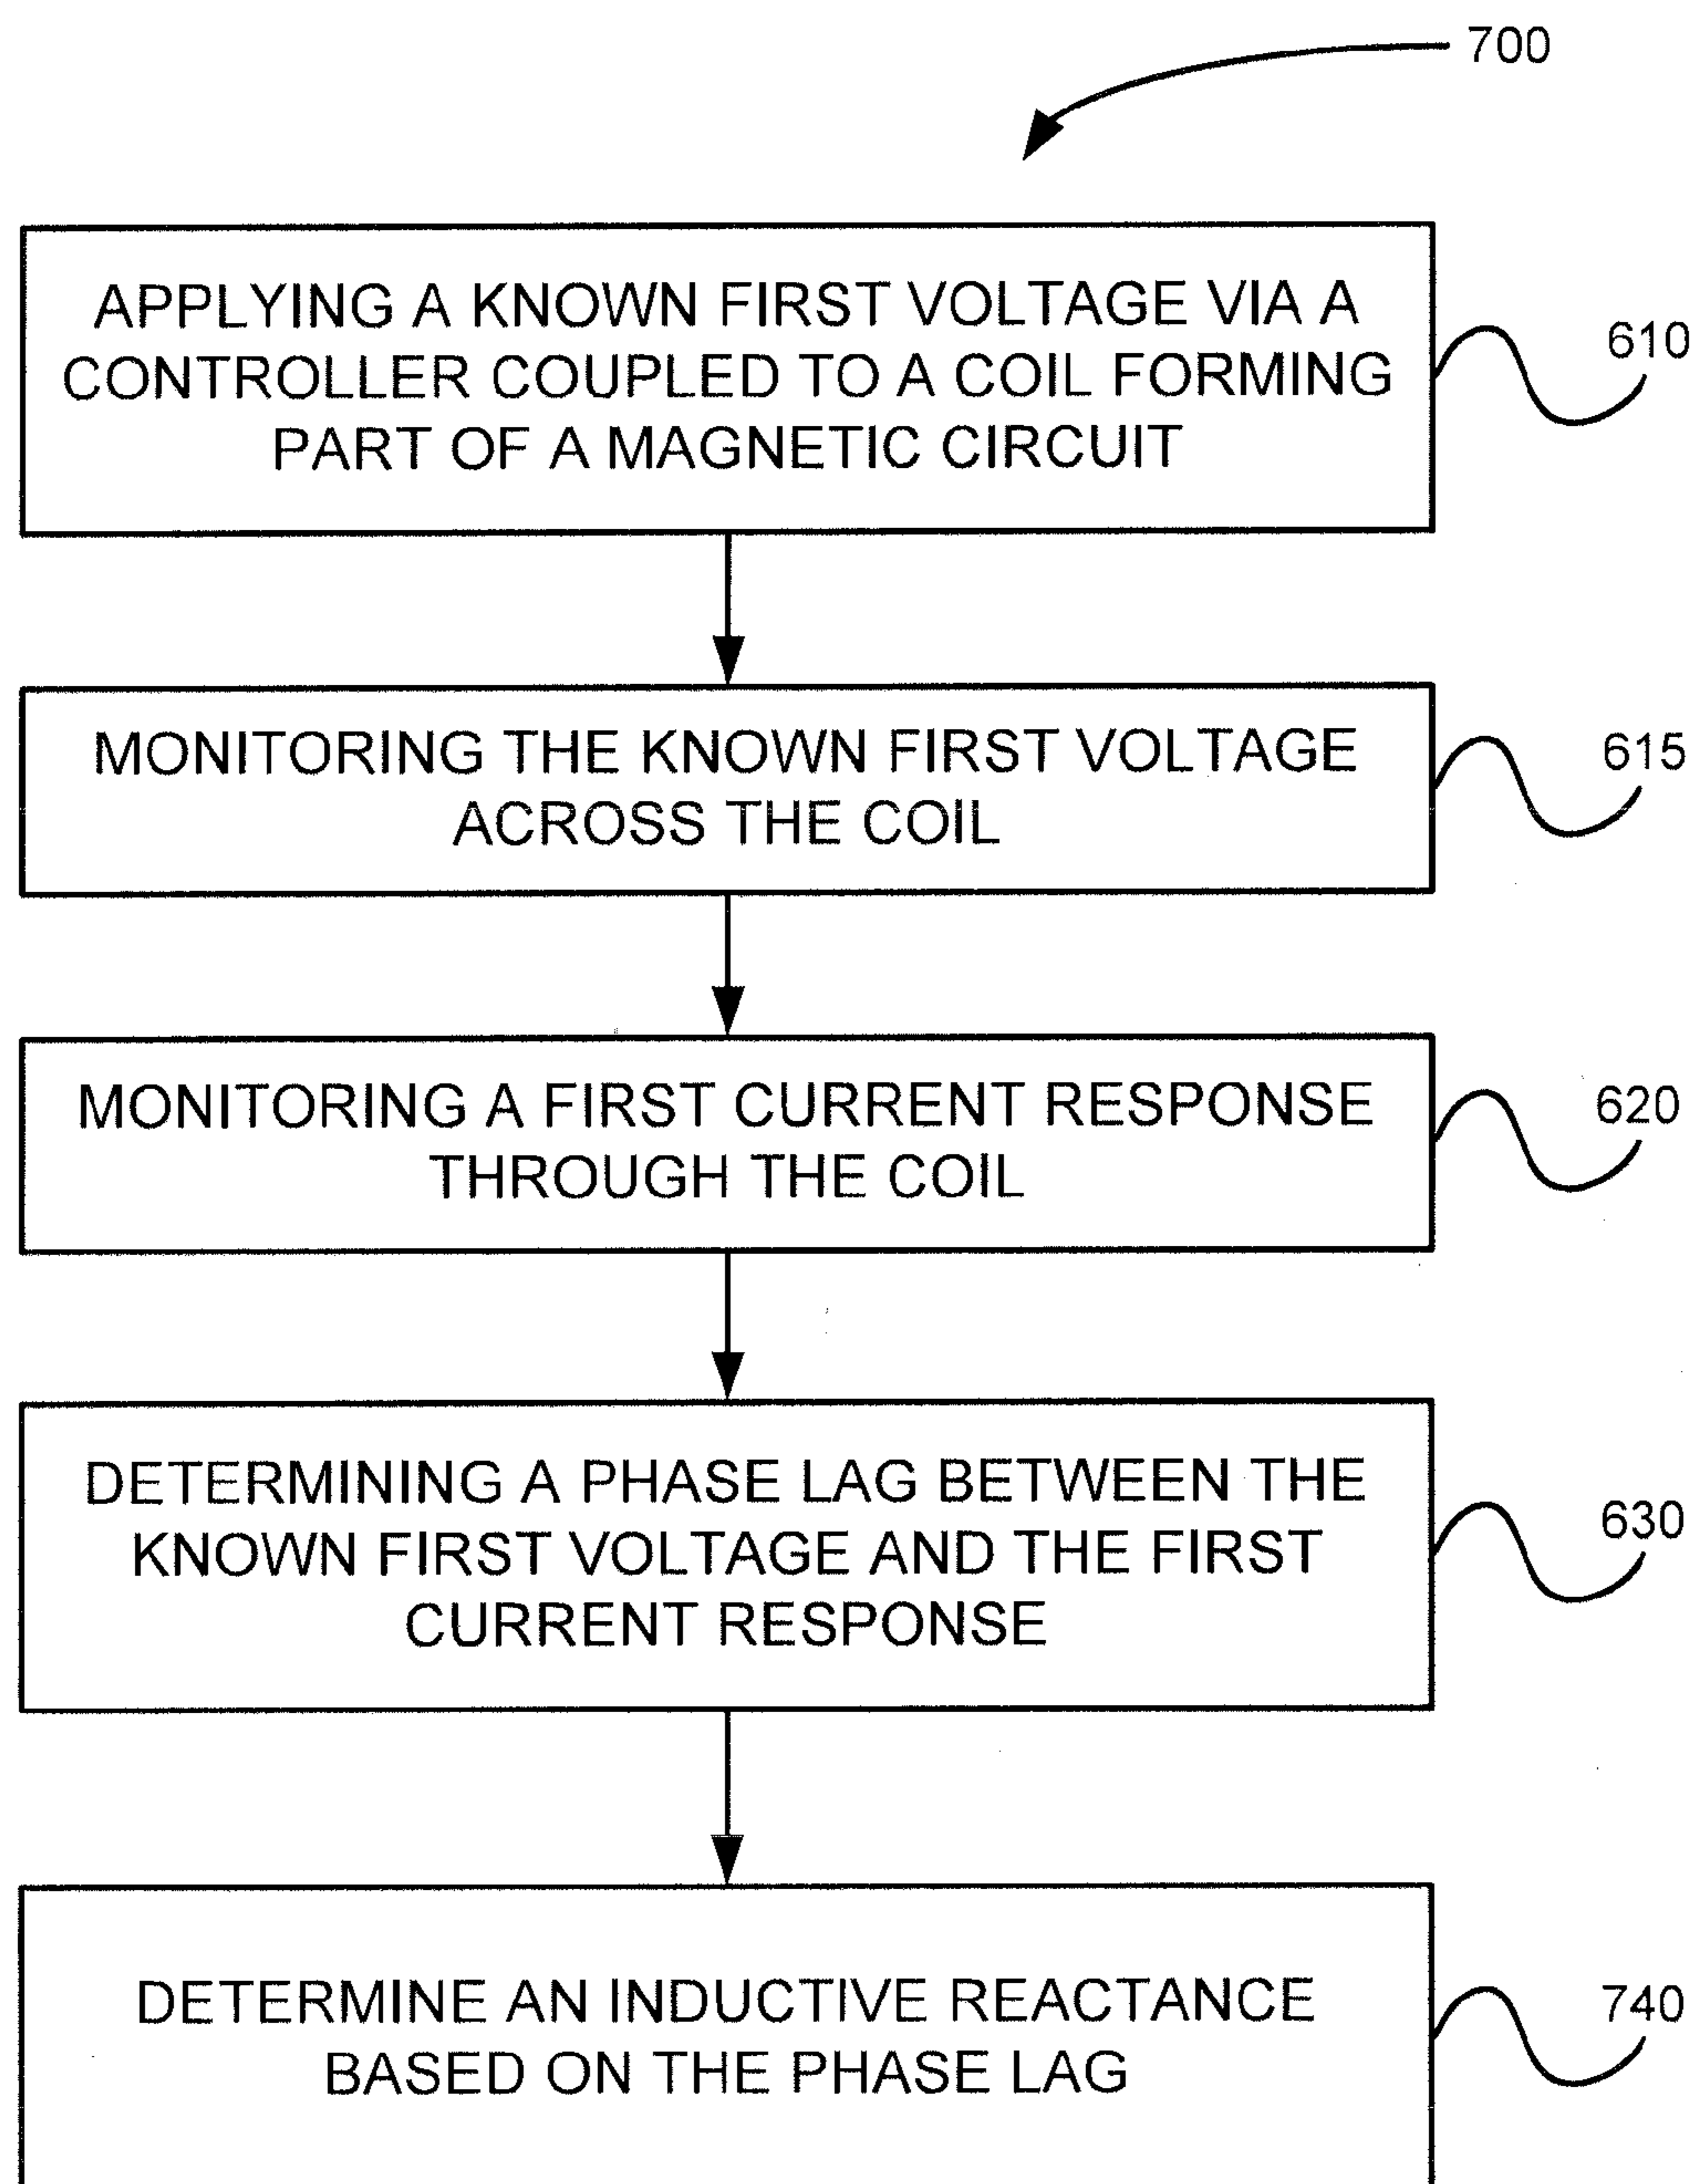 700
APPLYING A KNOWN FIRST VOLTAGE VIA A
CONTROLLER COUPLED TO A COIL FORMING
PART OF A MAGNETIC CIRCUIT
610
MONITORING THE KNOWN FIRST VOLTAGE
ACROSS THE COIL
615
MONITORING A FIRST CURRENT RESPONSE
THROUGH THE COIL
620
DETERMINING A PHASE LAG BETWEEN THE
KNOWN FIRST VOLTAGE AND THE FIRST
CURRENT RESPONSE
630
DETERMINE AN INDUCTIVE REACTANCE
BASED ON THE PHASE LAG
740